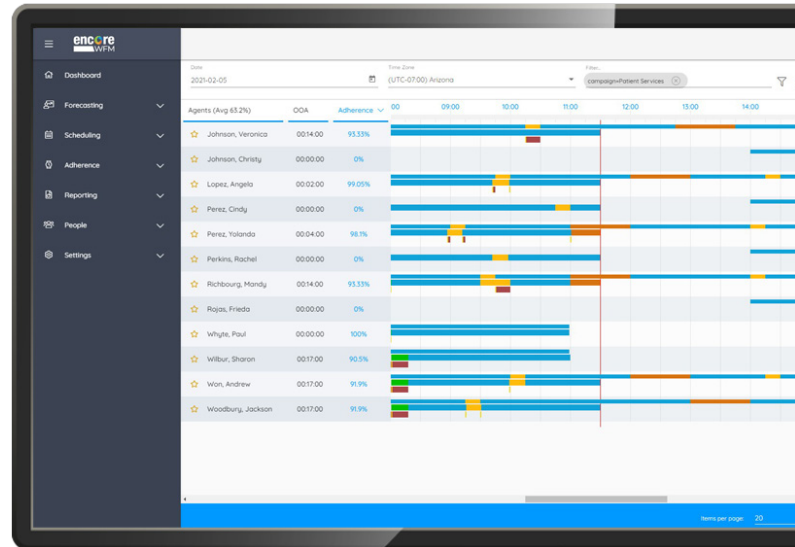 encore
WFM
Dashboard
Forecasting
Scheduling
Adherence
Reporting
People
Settings
Date
2021-02-05
Time Zone
(UTC-07:00) Arizona
Filter...
campaign=Patient Services
Agents (Avg 63.2%) OOA Adherence 00 09:00 10:00 11:00 12:00 13:00 14:00
Johnson, Veronica 00:14:00 93.33%
Johnson, Christy 00:00:00 0%
Lopez, Angela 00:02:00 99.05%
Perez, Cindy 00:00:00 0%
Perez, Yolanda 00:04:00 98.1%
Perkins, Rachel 00:00:00 0%
Richbourg, Mandy 00:14:00 93.33%
Rojas, Frieda 00:00:00 0%
Whyte, Paul 00:00:00 100%
Wilbur, Sharon 00:17:00 90.5%
Won, Andrew 00:17:00 91.9%
Woodbury, Jackson 00:17:00 91.9%
Items per page: 20